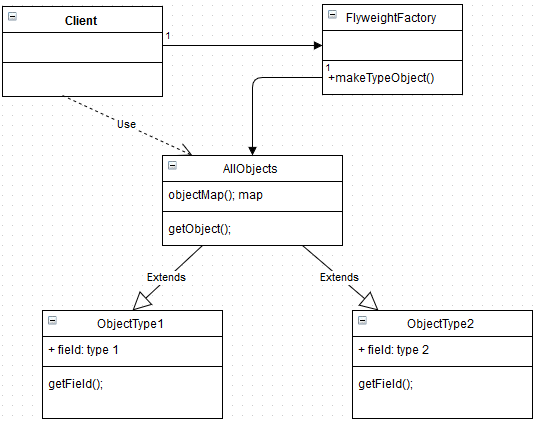 Client
FlyweightFactory
1
1
+makeTypeObject()
Use
AllObjects
objectMap(); map
getObject();
Extends
Extends
ObjectType1
+ field: type 1
getField();
ObjectType2
+ field: type 2
getField();